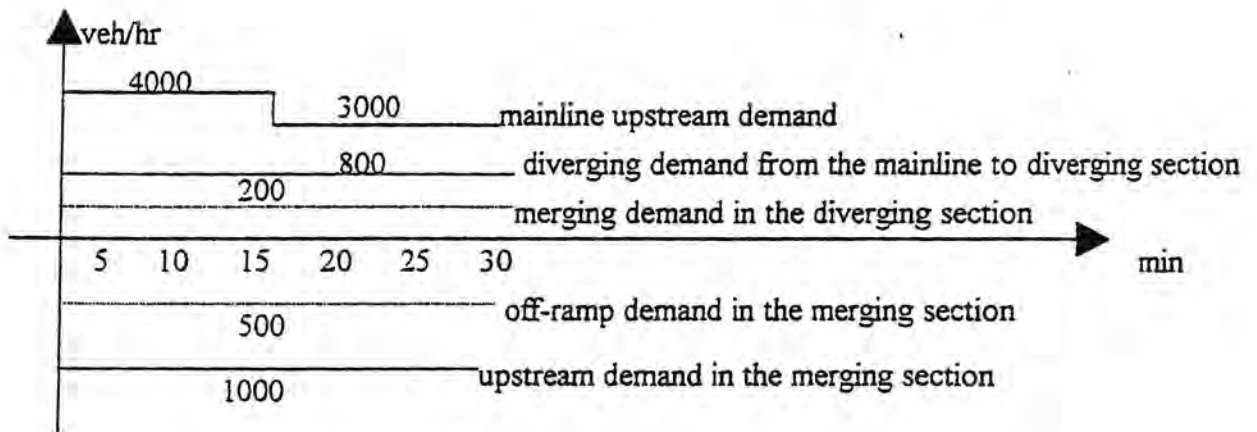 veh/hr
4000
3000
mainline upstream demand
800
diverging demand from the mainline to diverging section
200
merging demand in the diverging section
5 10 15 20 25 30
min
off-ramp demand in the merging section
500
upstream demand in the merging section
1000